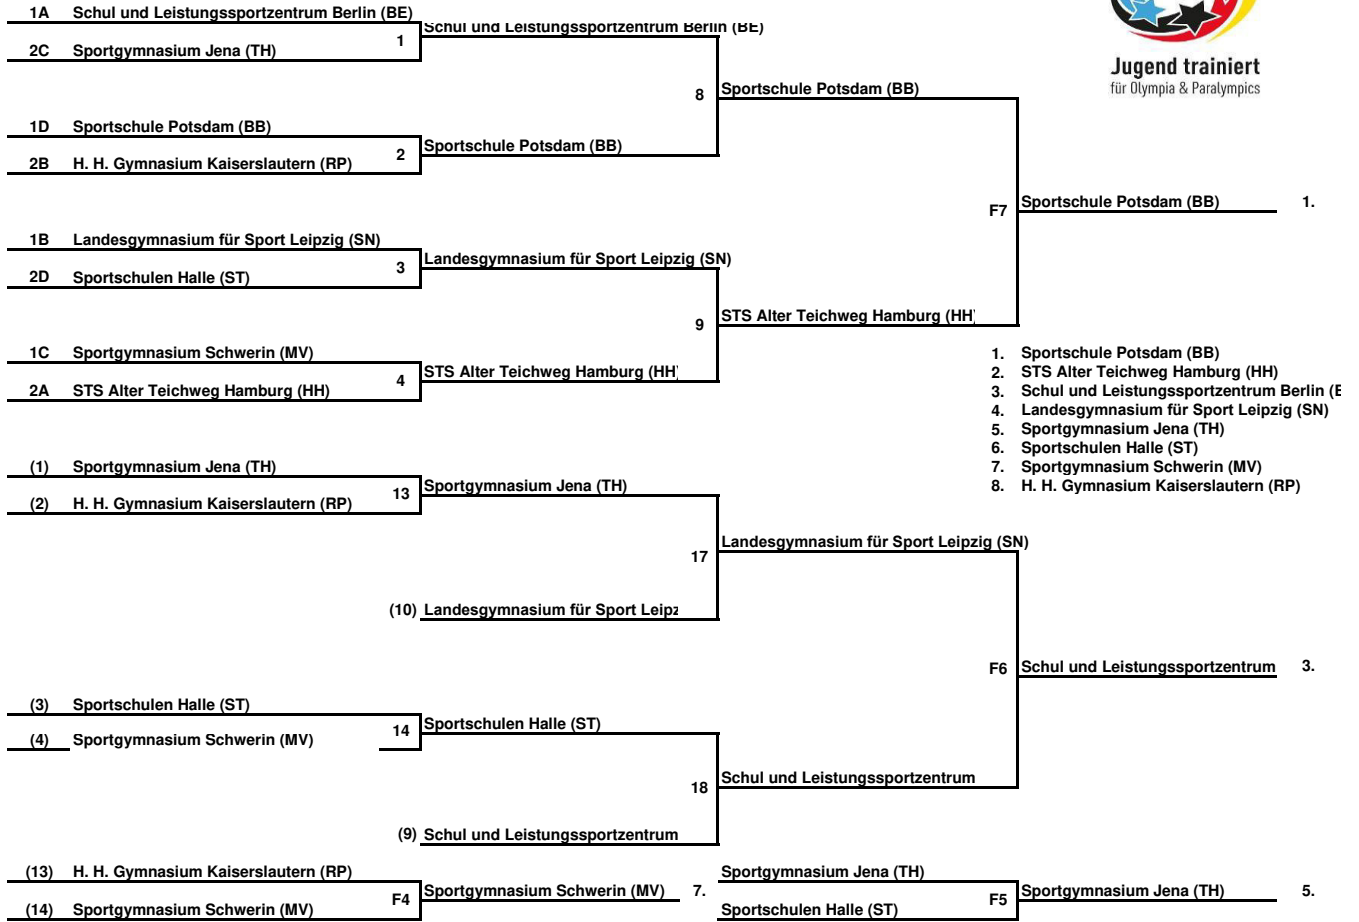 1A Schul und Leistungssportzentrum Berlin (BE)
Schul und Leistungssportzentrum Berlin (BE)
1
2C Sportgymnasium Jena (TH)
Jugend trainiert
für Olympia & Paralympics
8 Sportschule Potsdam (BB)
1D Sportschule Potsdam (BB)
2 Sportschule Potsdam (BB)
2B H. H. Gymnasium Kaiserslautern (RP)
F7 Sportschule Potsdam (BB) 1.
1B Landesgymnasium für Sport Leipzig (SN)
3 Landesgymnasium für Sport Leipzig (SN)
2D Sportschulen Halle (ST)
9 STS Alter Teichweg Hamburg (HH)
1C Sportgymnasium Schwerin (MV)
4 STS Alter Teichweg Hamburg (HH)
2A STS Alter Teichweg Hamburg (HH)
1. Sportschule Potsdam (BB)
2. STS Alter Teichweg Hamburg (HH)
3. Schul und Leistungssportzentrum Berlin (B
4. Landesgymnasium für Sport Leipzig (SN)
5. Sportgymnasium Jena (TH)
6. Sportschulen Halle (ST)
7. Sportgymnasium Schwerin (MV)
8. H. H. Gymnasium Kaiserslautern (RP)
(1) Sportgymnasium Jena (TH)
13 Sportgymnasium Jena (TH)
(2) H. H. Gymnasium Kaiserslautern (RP)
17 Landesgymnasium für Sport Leipzig (SN)
(10) Landesgymnasium für Sport Leipz
F6 Schul und Leistungssportzentrum 3.
(3) Sportschulen Halle (ST)
14 Sportschulen Halle (ST)
(4) Sportgymnasium Schwerin (MV)
18 Schul und Leistungssportzentrum
(9) Schul und Leistungssportzentrum
(13) H. H. Gymnasium Kaiserslautern (RP)
F4 Sportgymnasium Schwerin (MV) 7.
(14) Sportgymnasium Schwerin (MV)
Sportgymnasium Jena (TH)
F5 Sportgymnasium Jena (TH) 5.
Sportschulen Halle (ST)